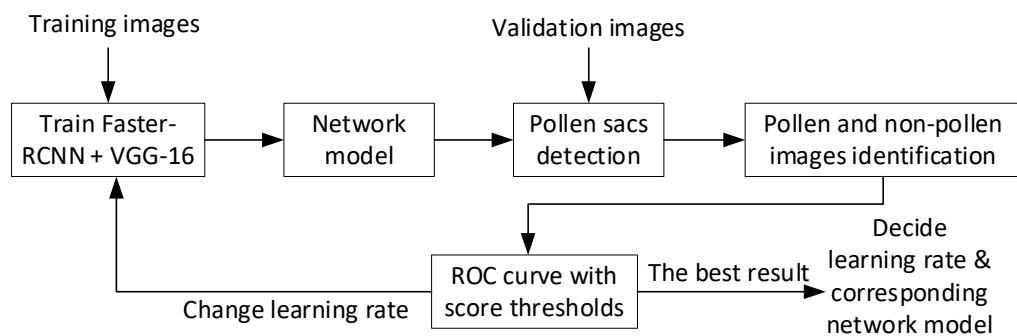 Training images
Validation images
Train Faster-
RCNN + VGG-16
Network
model
Pollen sacs
detection
Pollen and non-pollen
images identification
ROC curve with
score thresholds
Change learning rate
The best result
Decide
learning rate &
corresponding
network model